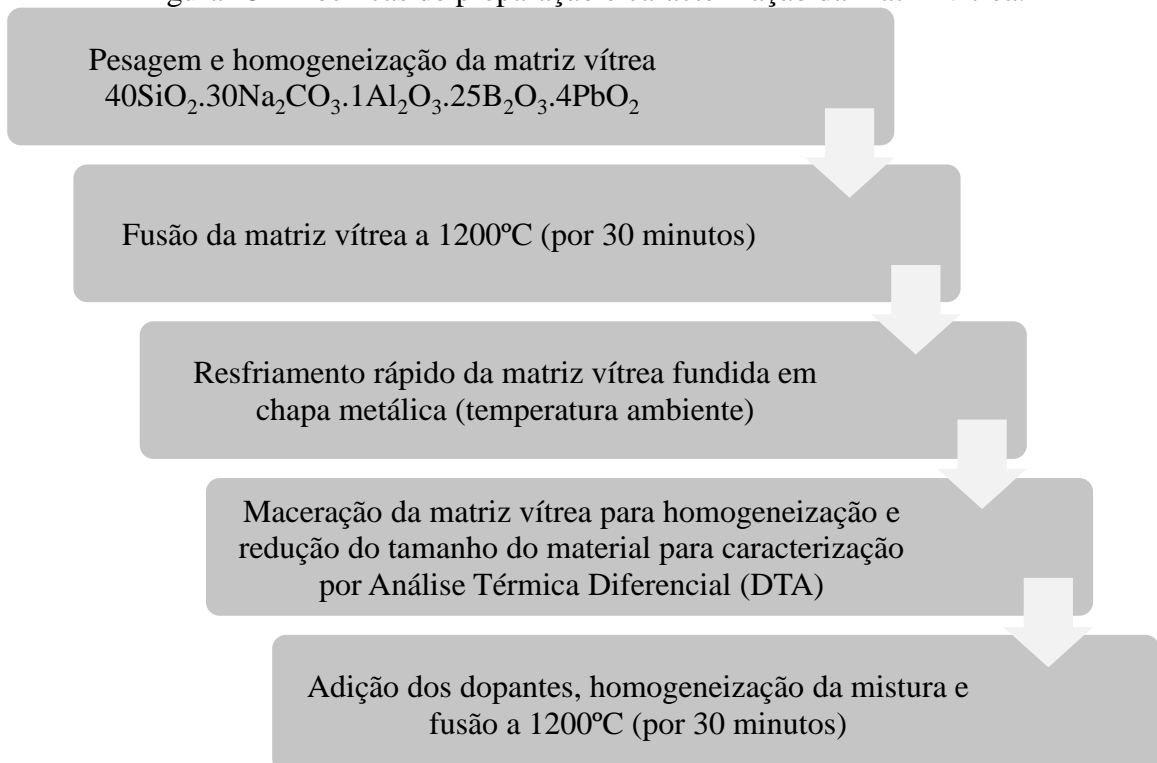 Pesagem e homogeneização da matriz vítrea
40SiO₂.30Na₂CO₃.1Al₂O₃.25B₂O₃.4PbO₂
Fusão da matriz vítrea a 1200ºC (por 30 minutos)
Resfriamento rápido da matriz vítrea fundida em
chapa metálica (temperatura ambiente)
Maceração da matriz vítrea para homogeneização e
redução do tamanho do material para caracterização
por Análise Térmica Diferencial (DTA)
Adição dos dopantes, homogeneização da mistura e
fusão a 1200ºC (por 30 minutos)